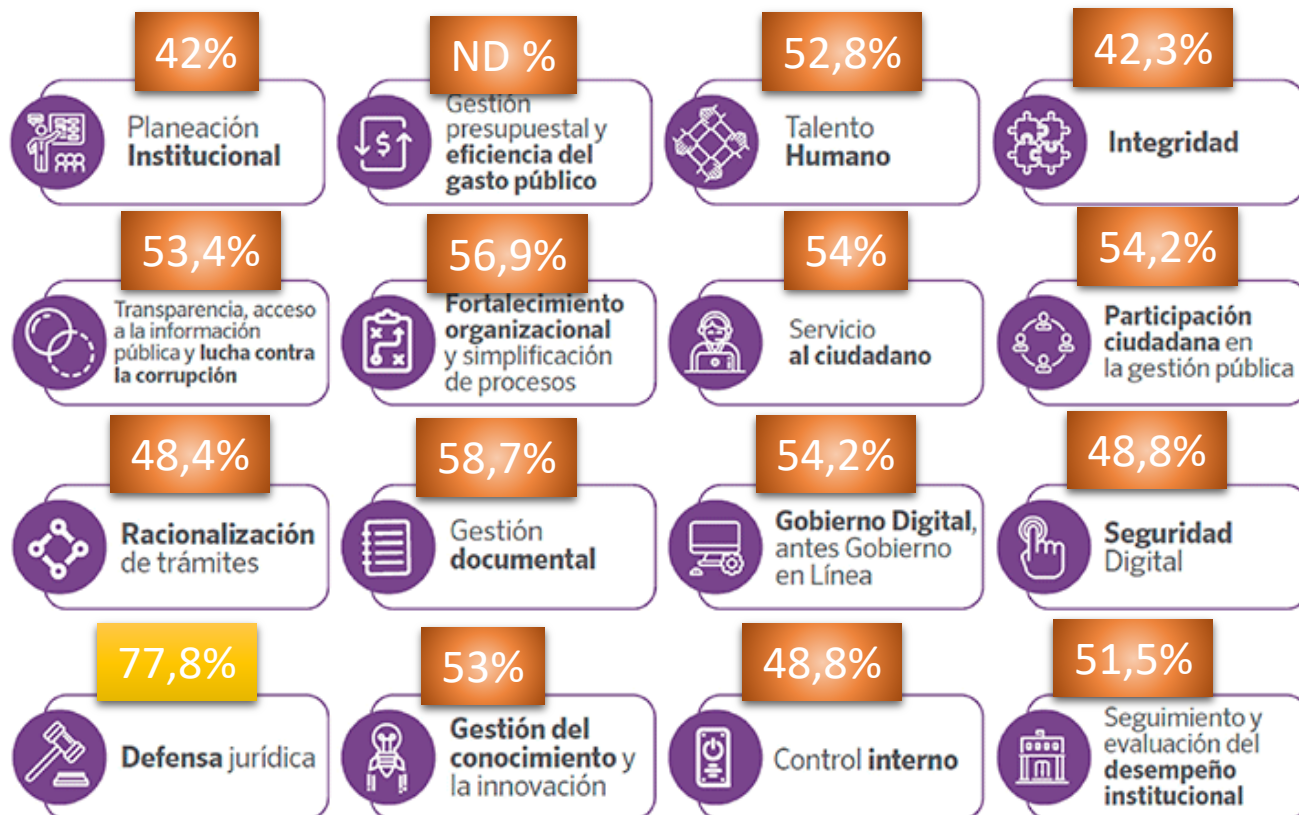 42%
Planeación
Institucional
ND %
Gestión
presupuestal y
eficiencia del
gasto público
52,8%
Talento
Humano
42,3%
Integridad
53,4%
Transparencia, acceso
a la información
pública y lucha contra
la corrupción
56,9%
Fortalecimiento
organizacional
y simplificación
de procesos
54%
Servicio
al ciudadano
54,2%
Participación
ciudadana en
la gestión pública
48,4%
Racionalización
de trámites
58,7%
Gestión
documental
54,2%
Gobierno Digital,
antes Gobierno
en Línea
48,8%
Seguridad
Digital
77,8%
Defensa jurídica
53%
Gestión del
conocimiento y
la innovación
48,8%
Control interno
51,5%
Seguimiento y
evaluación del
desempeño
institucional